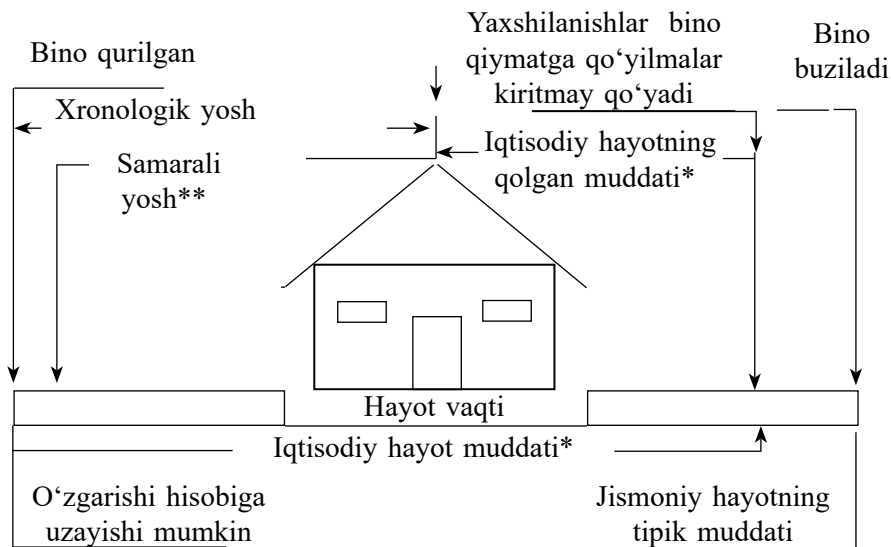 Bino qurilgan
Yaxshilanishlar bino
qiymatga qo‘yilmalar
kiritmay qo‘yadi
Bino
buziladi
Xronologik yosh
Samarali
yosh**
Iqtisodiy hayotning
qolgan muddati*
Hayot vaqti
Iqtisodiy hayot muddati*
O‘zgarishi hisobiga
uzayishi mumkin
Jismoniy hayotning
tipik muddati